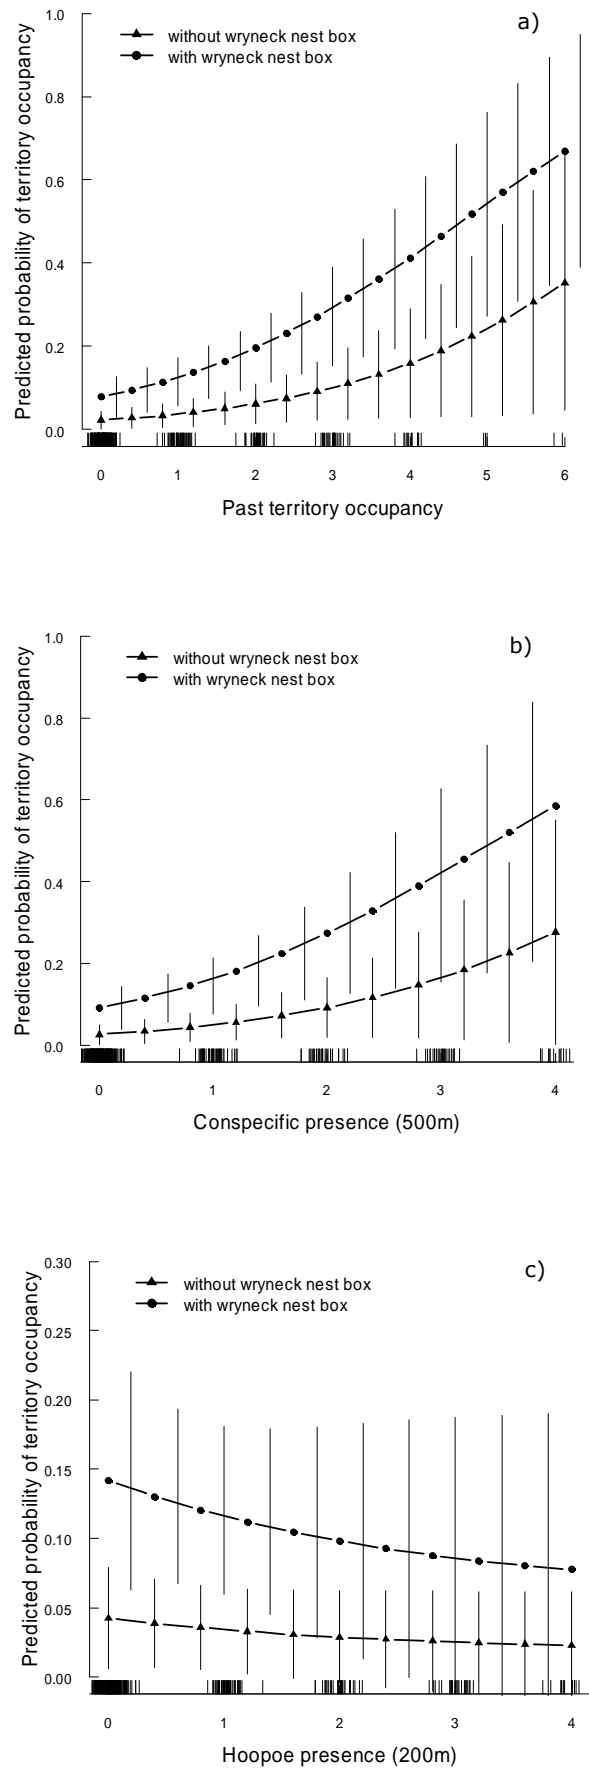 a)
without wryneck nest box
with wryneck nest box
Predicted probability of territory occupancy
1.0
0.8
0.6
0.4
0.2
0.0
0 1 2 3 4 5 6
Past territory occupancy
b)
without wryneck nest box
with wryneck nest box
Predicted probability of territory occupancy
1.0
0.8
0.6
0.4
0.2
0.0
0 1 2 3 4
Conspecific presence (500m)
c)
without wryneck nest box
with wryneck nest box
Predicted probability of territory occupancy
0.30
0.25
0.20
0.15
0.10
0.05
0.00
0 1 2 3 4
Hoopoe presence (200m)